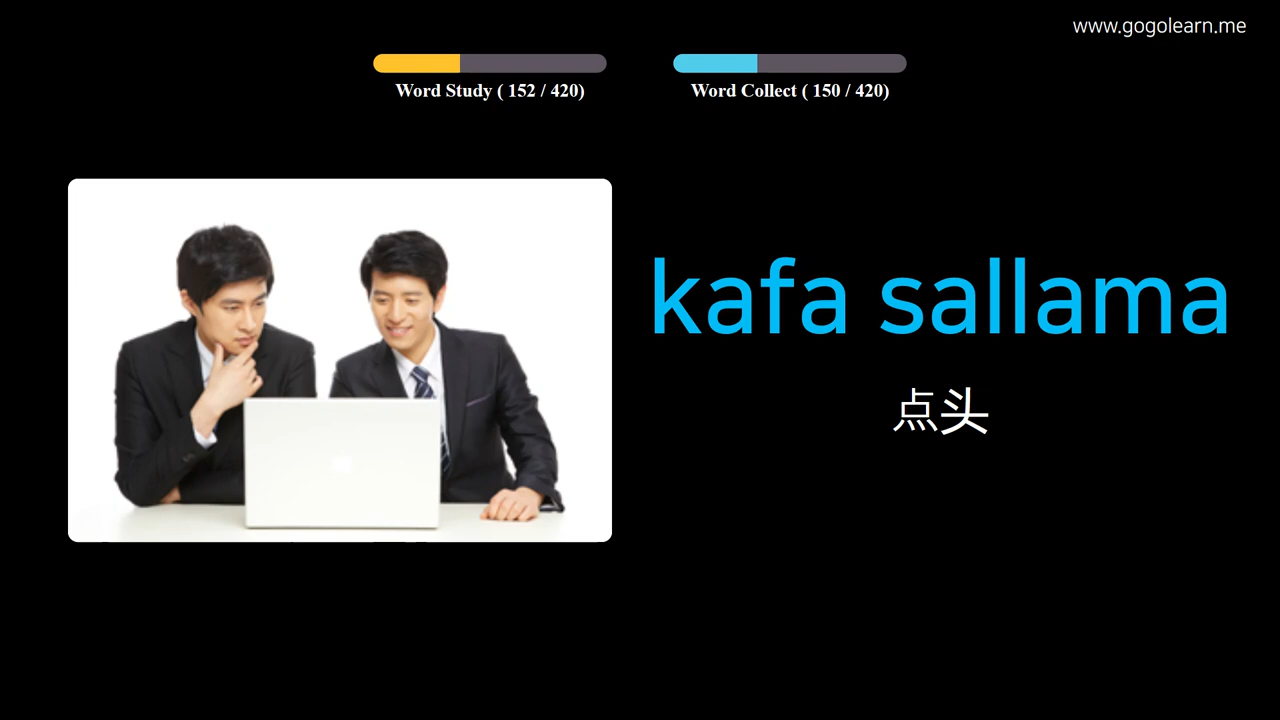 www.gogolearn.me
Word Study ( 152 / 420)
Word Collect ( 150 / 420)
kafa sallama
点头